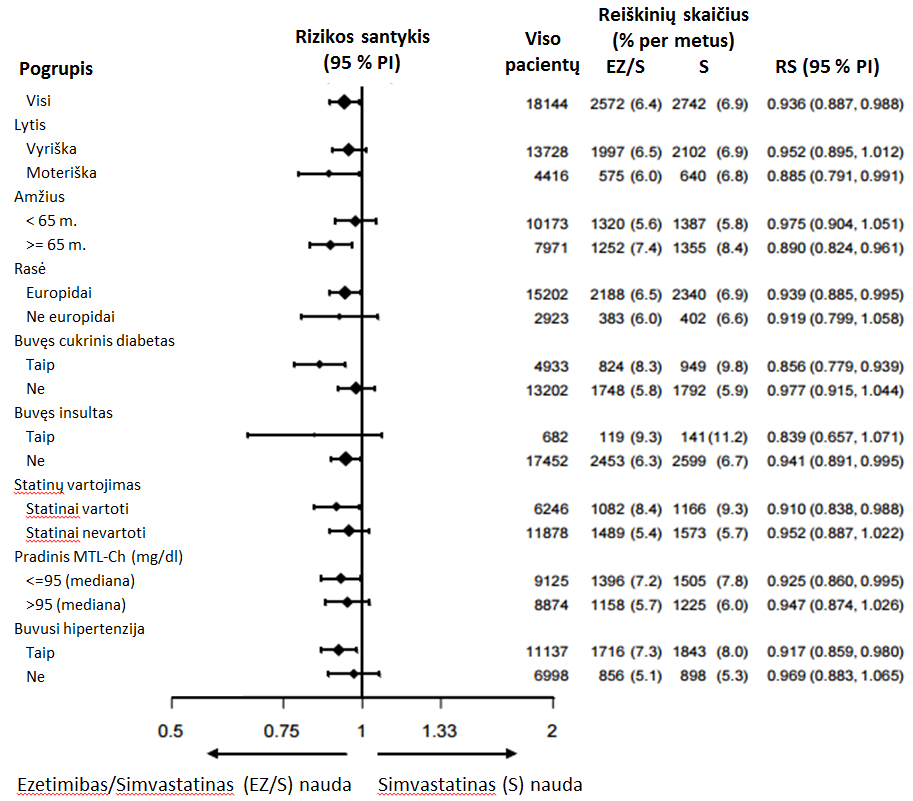 Pogrupis Rizikos santykis (95 % PI) Viso pacientų Reiškinių skaičius (% per metus) EZ/S S RS (95 % PI)
Visi 18144 2572 (6.4) 2742 (6.9) 0.936 (0.887, 0.988)
Lytis
Vyriška 13728 1997 (6.5) 2102 (6.9) 0.952 (0.895, 1.012)
Moteriška 4416 575 (6.0) 640 (6.8) 0.885 (0.791, 0.991)
Amžius
< 65 m. 10173 1320 (5.6) 1387 (5.8) 0.975 (0.904, 1.051)
>= 65 m. 7971 1252 (7.4) 1355 (8.4) 0.890 (0.824, 0.961)
Rasė
Europidai 15202 2188 (6.5) 2340 (6.9) 0.939 (0.885, 0.995)
Ne europidai 2923 383 (6.0) 402 (6.6) 0.919 (0.799, 1.058)
Buvęs cukrinis diabetas
Taip 4933 824 (8.3) 949 (9.8) 0.856 (0.779, 0.939)
Ne 13202 1748 (5.8) 1792 (5.9) 0.977 (0.915, 1.044)
Buvęs insultas
Taip 682 119 (9.3) 141 (11.2) 0.839 (0.657, 1.071)
Ne 17452 2453 (6.3) 2599 (6.7) 0.941 (0.891, 0.995)
Statinų vartojimas
Statinai vartoti 6246 1082 (8.4) 1166 (9.3) 0.910 (0.838, 0.988)
Statinai nevartoti 11878 1489 (5.4) 1573 (5.7) 0.952 (0.887, 1.022)
Pradinis MTL-Ch (mg/dl)
<=95 (mediana) 9125 1396 (7.2) 1505 (7.8) 0.925 (0.860, 0.995)
>95 (mediana) 8874 1158 (5.7) 1225 (6.0) 0.947 (0.874, 1.026)
Buvusi hipertenzija
Taip 11137 1716 (7.3) 1843 (8.0) 0.917 (0.859, 0.980)
Ne 6998 856 (5.1) 898 (5.3) 0.969 (0.883, 1.065)
0.5 0.75 1 1.33 2
Ezetimibas/Simvastatinas (EZ/S) nauda Simvastatinas (S) nauda